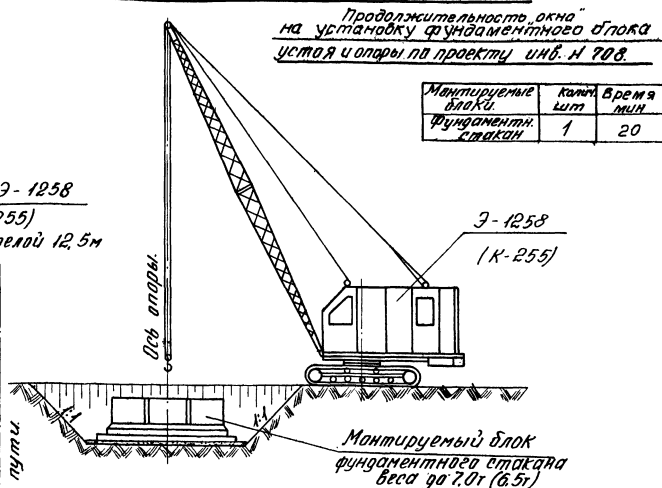 Продолжительность "окна"
на установку фундаментного блока
устоя и опоры по проекту инв. № 708.
Монтируемые блоки. Колич. шт Время мин
Фундаментн. стакан 1 20
Э-1258
255)
елой 12,5м
Э-1258
(К-255)
Ось опоры.
1:1
1:1
пути.
Монтируемый блок
фундаментного стакана
веса до 7,0т (6,5т)